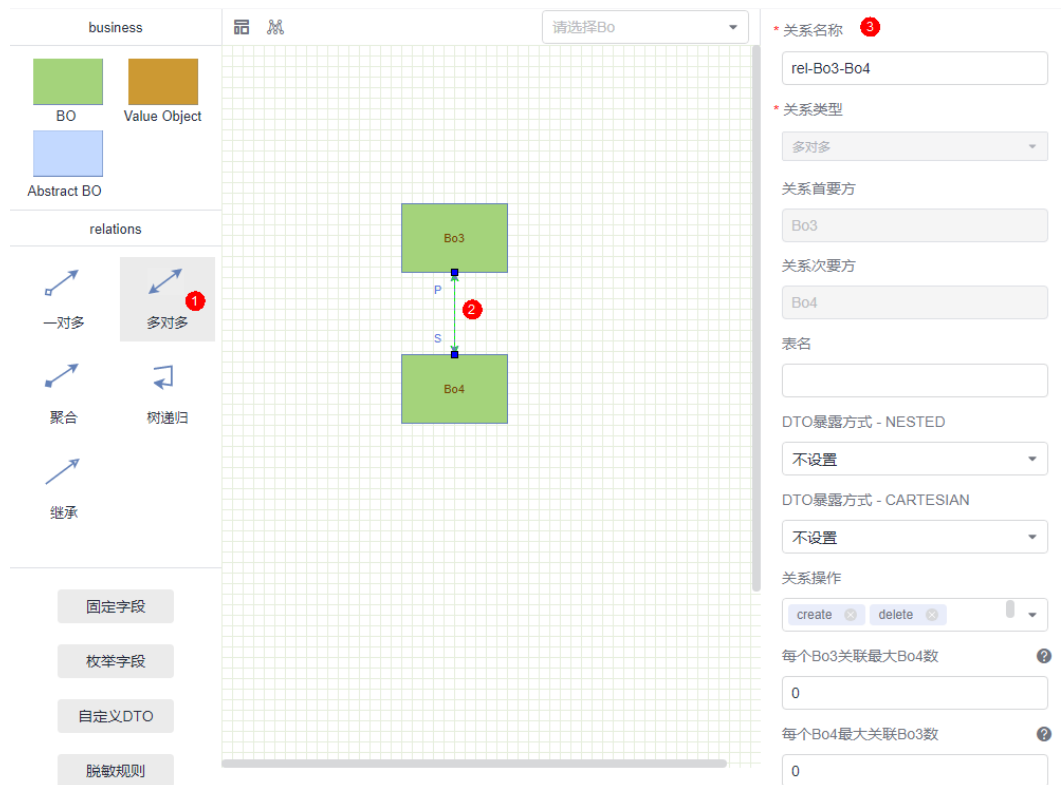 business
BO
Value Object
Abstract BO
relations
一对多
多对多
1
聚合
树递归
继承
固定字段
枚举字段
自定义DTO
脱敏规则
请选择Bo
Bo3
P
2
S
Bo4
* 关系名称 3
rel-Bo3-Bo4
* 关系类型
多对多
关系首要方
Bo3
关系次要方
Bo4
表名
DTO暴露方式 - NESTED
不设置
DTO暴露方式 - CARTESIAN
不设置
关系操作
create
delete
每个Bo3关联最大Bo4数 ?
0
每个Bo4最大关联Bo3数 ?
0